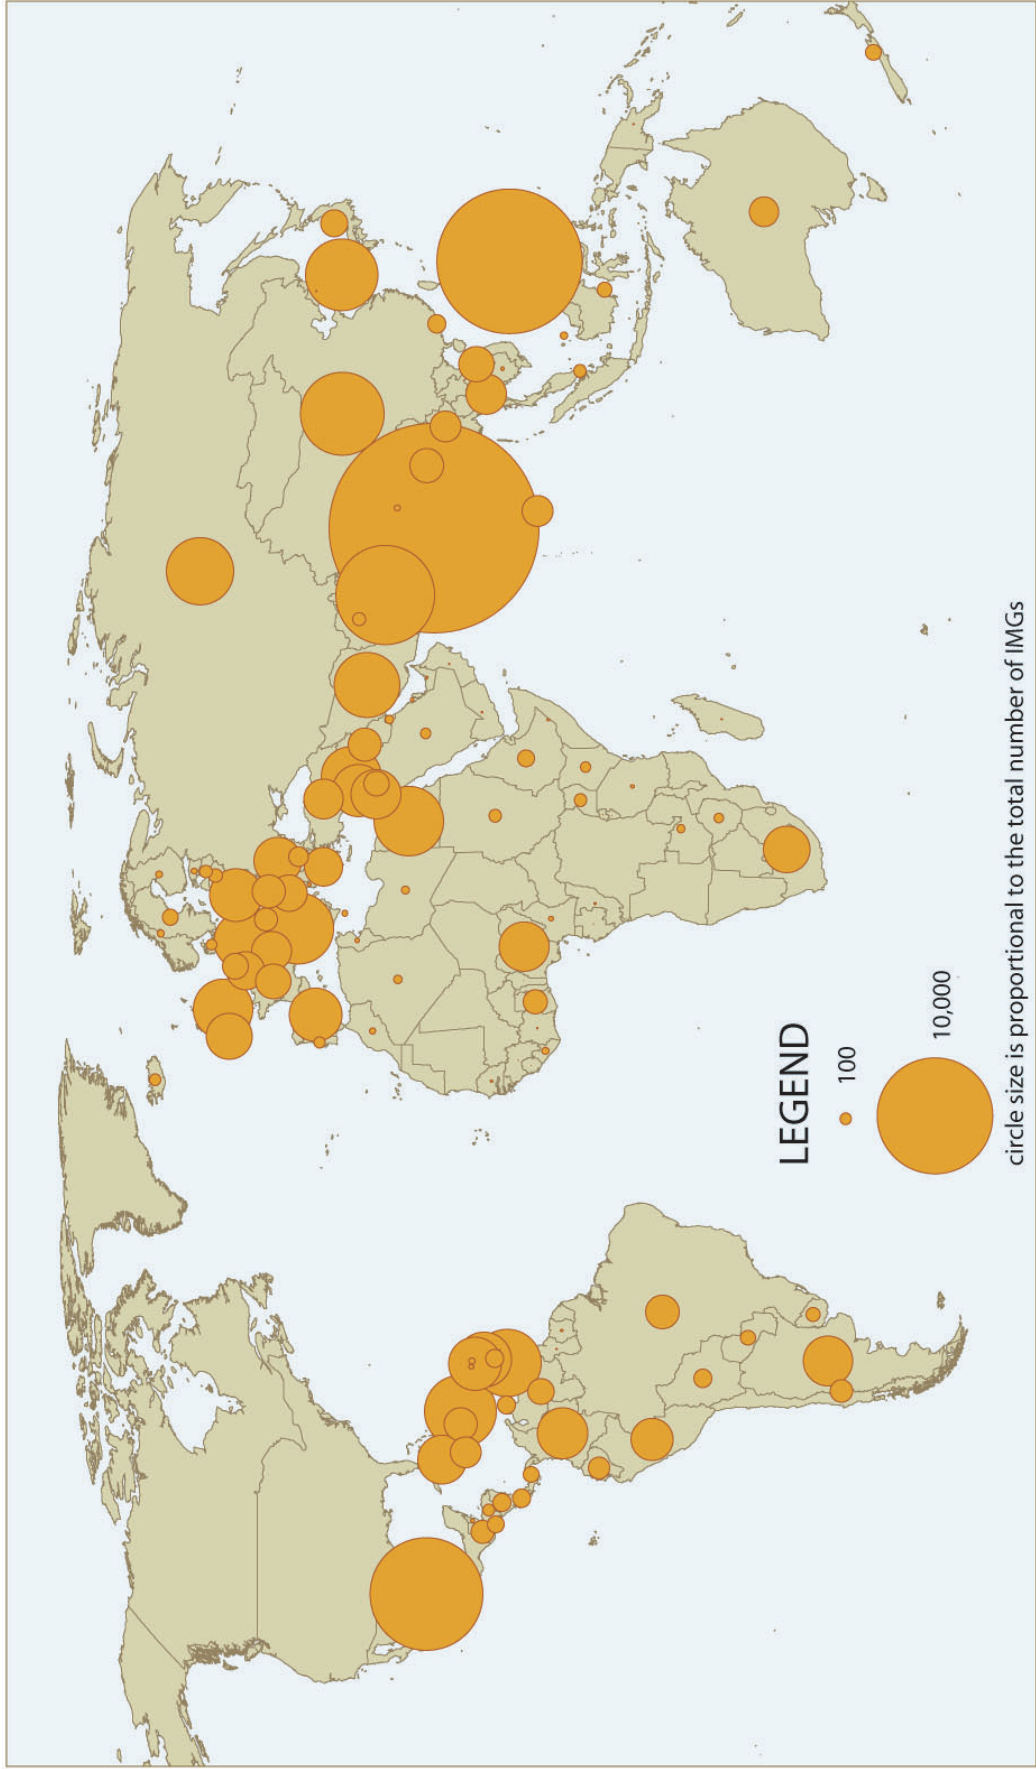 LEGEND
100
10,000
circle size is proportional to the total number of IMGs